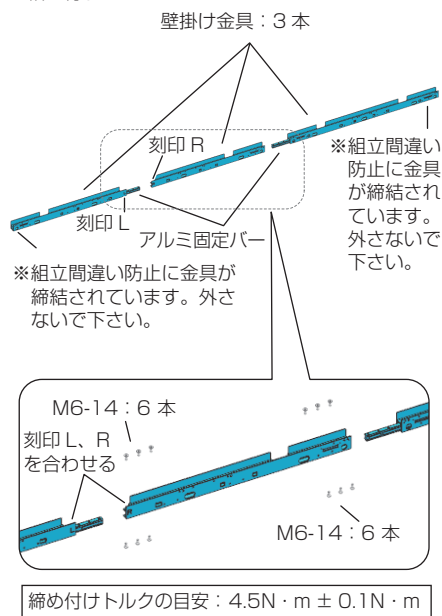 壁掛け金具：3 本
刻印 R
※組立間違い
防止に金具
が締結され
ています。
外さないで
下さい。
刻印 L
アルミ固定バー
※組立間違い防止に金具が
締結されています。外さ
ないで下さい。
M6-14：6 本
刻印 L、R
を合わせる
M6-14：6 本
締め付けトルクの目安：4.5N・m ± 0.1N・m